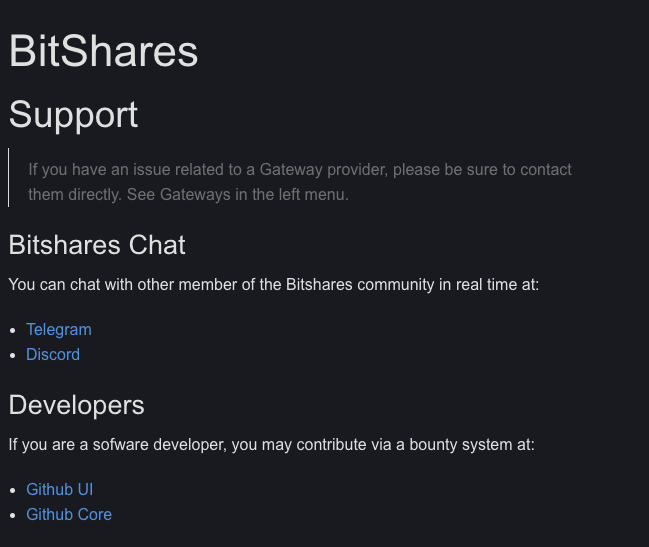 BitShares
Support
If you have an issue related to a Gateway provider, please be sure to contact
them directly. See Gateways in the left menu.
Bitshares Chat
You can chat with other member of the Bitshares community in real time at:
Telegram
Discord
Developers
If you are a sofware developer, you may contribute via a bounty system at:
Github UI
Github Core